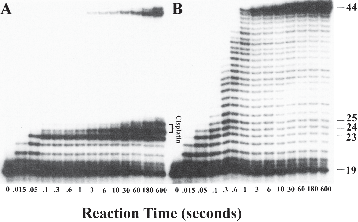 A
B
44
Cisplatin
25
24
23
19
0 .015 .05 .1 .3 .6 1 3 6 10 30 60 180 600
0 .015 .05 .1 .3 .6 1 3 6 10 30 60 180 600
Reaction Time (seconds)